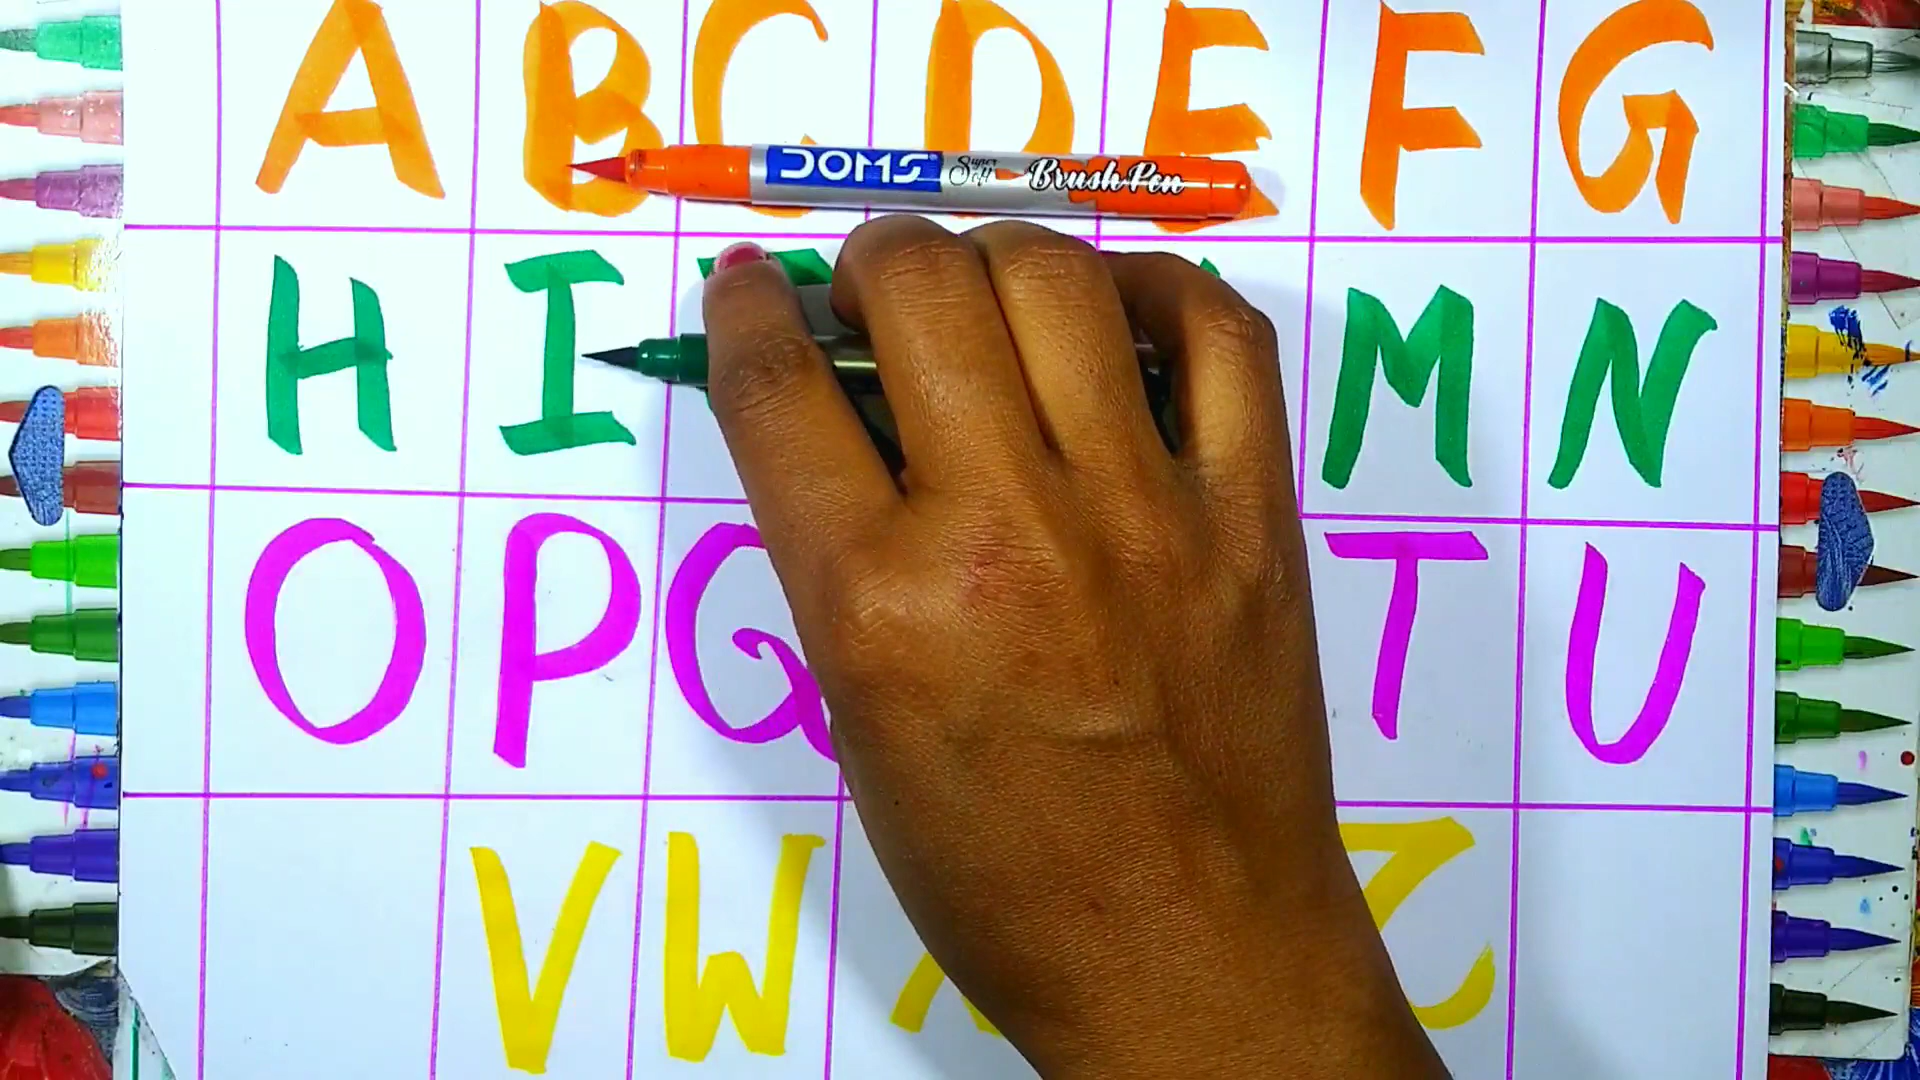 A B C D E F G
DOMS Super Soft Brush Pen
H I M N
O P Q T U
V W Z